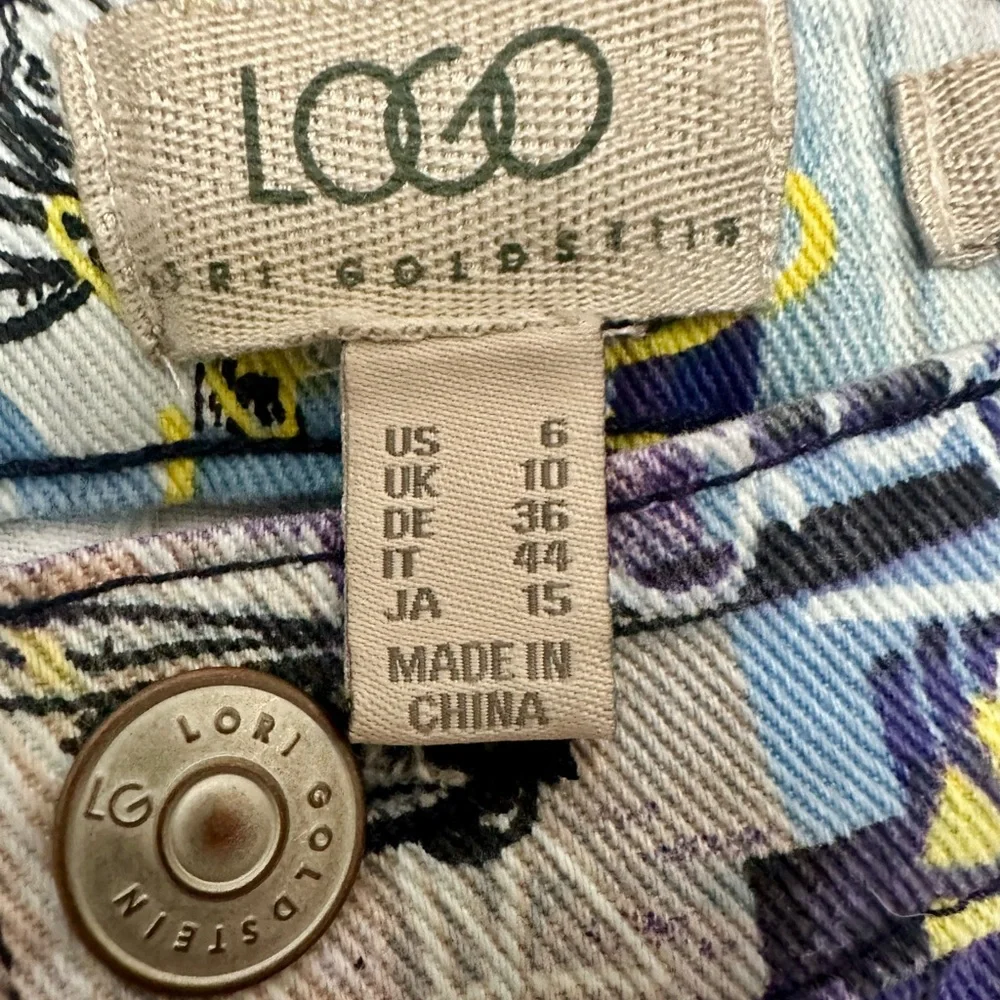 LOGO
LORI GOLDSTEIN
US 6
UK 10
DE 36
IT 44
JA 15
MADE IN
CHINA
LORI GOLDSTEIN
LG